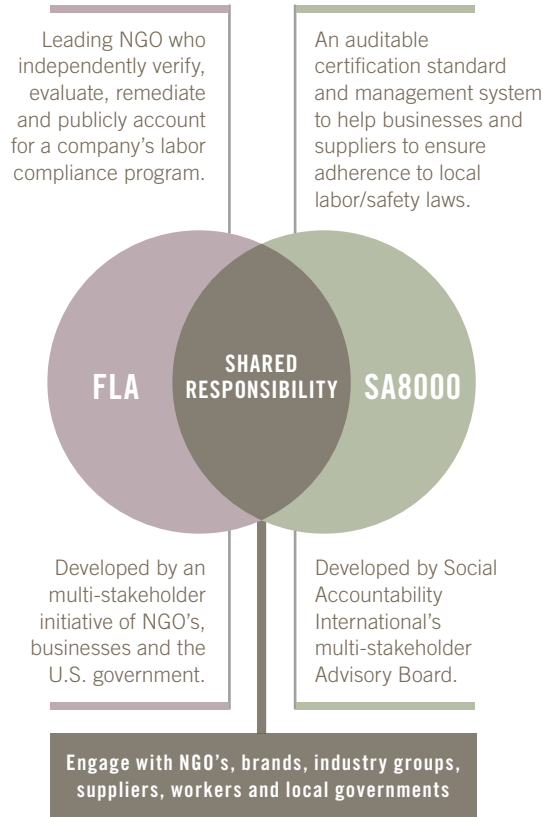 Leading NGO who
independently verify,
evaluate, remediate
and publicly account
for a company's labor
compliance program.
An auditable
certification standard
and management system
to help businesses and
suppliers to ensure
adherence to local
labor/safety laws.
FLA
SHARED
RESPONSIBILITY
SA8000
Developed by an
multi-stakeholder
initiative of NGO's,
businesses and the
U.S. government.
Developed by Social
Accountability
International's
multi-stakeholder
Advisory Board.
Engage with NGO's, brands, industry groups,
suppliers, workers and local governments